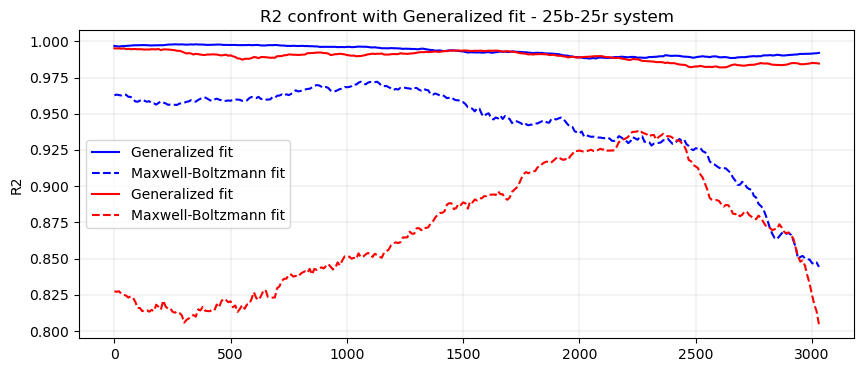 R2 confront with Generalized fit - 25b-25r system
R2
1.000
0.975
0.950
0.925
0.900
0.875
0.850
0.825
0.800
Generalized fit
Maxwell-Boltzmann fit
Generalized fit
Maxwell-Boltzmann fit
0 500 1000 1500 2000 2500 3000